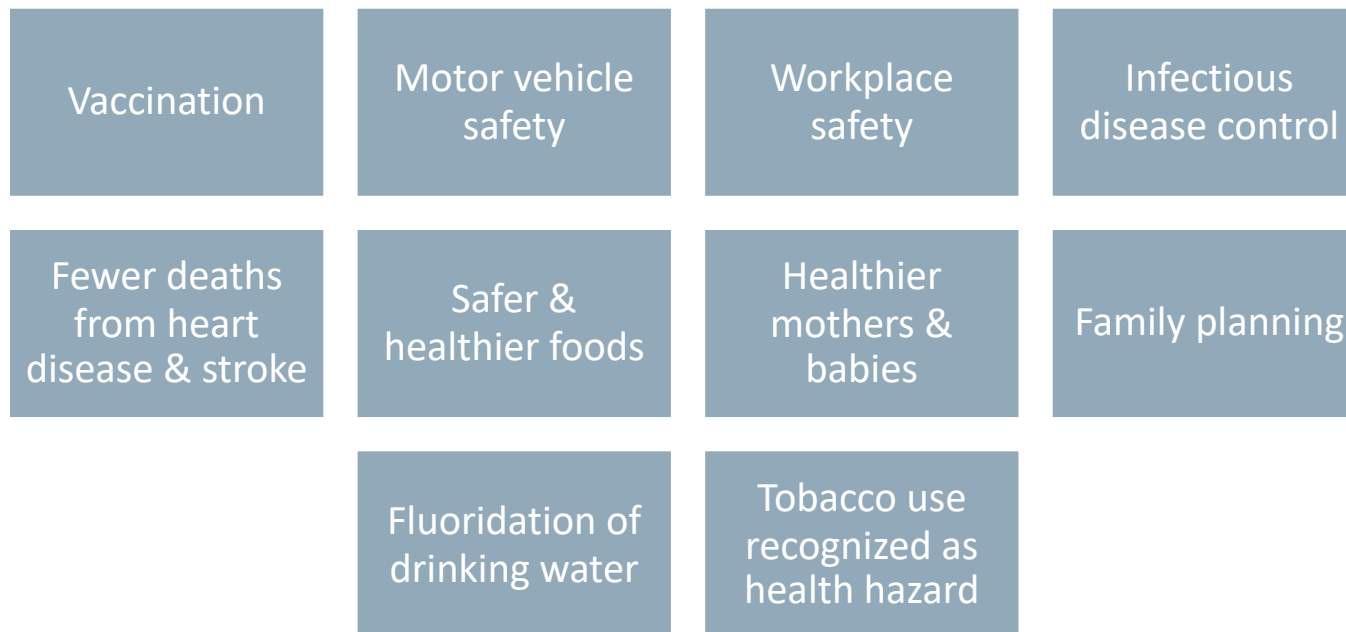 Vaccination
Motor vehicle
safety
Workplace
safety
Infectious
disease control
Fewer deaths
from heart
disease & stroke
Safer &
healthier foods
Healthier
mothers &
babies
Family planning
Fluoridation of
drinking water
Tobacco use
recognized as
health hazard